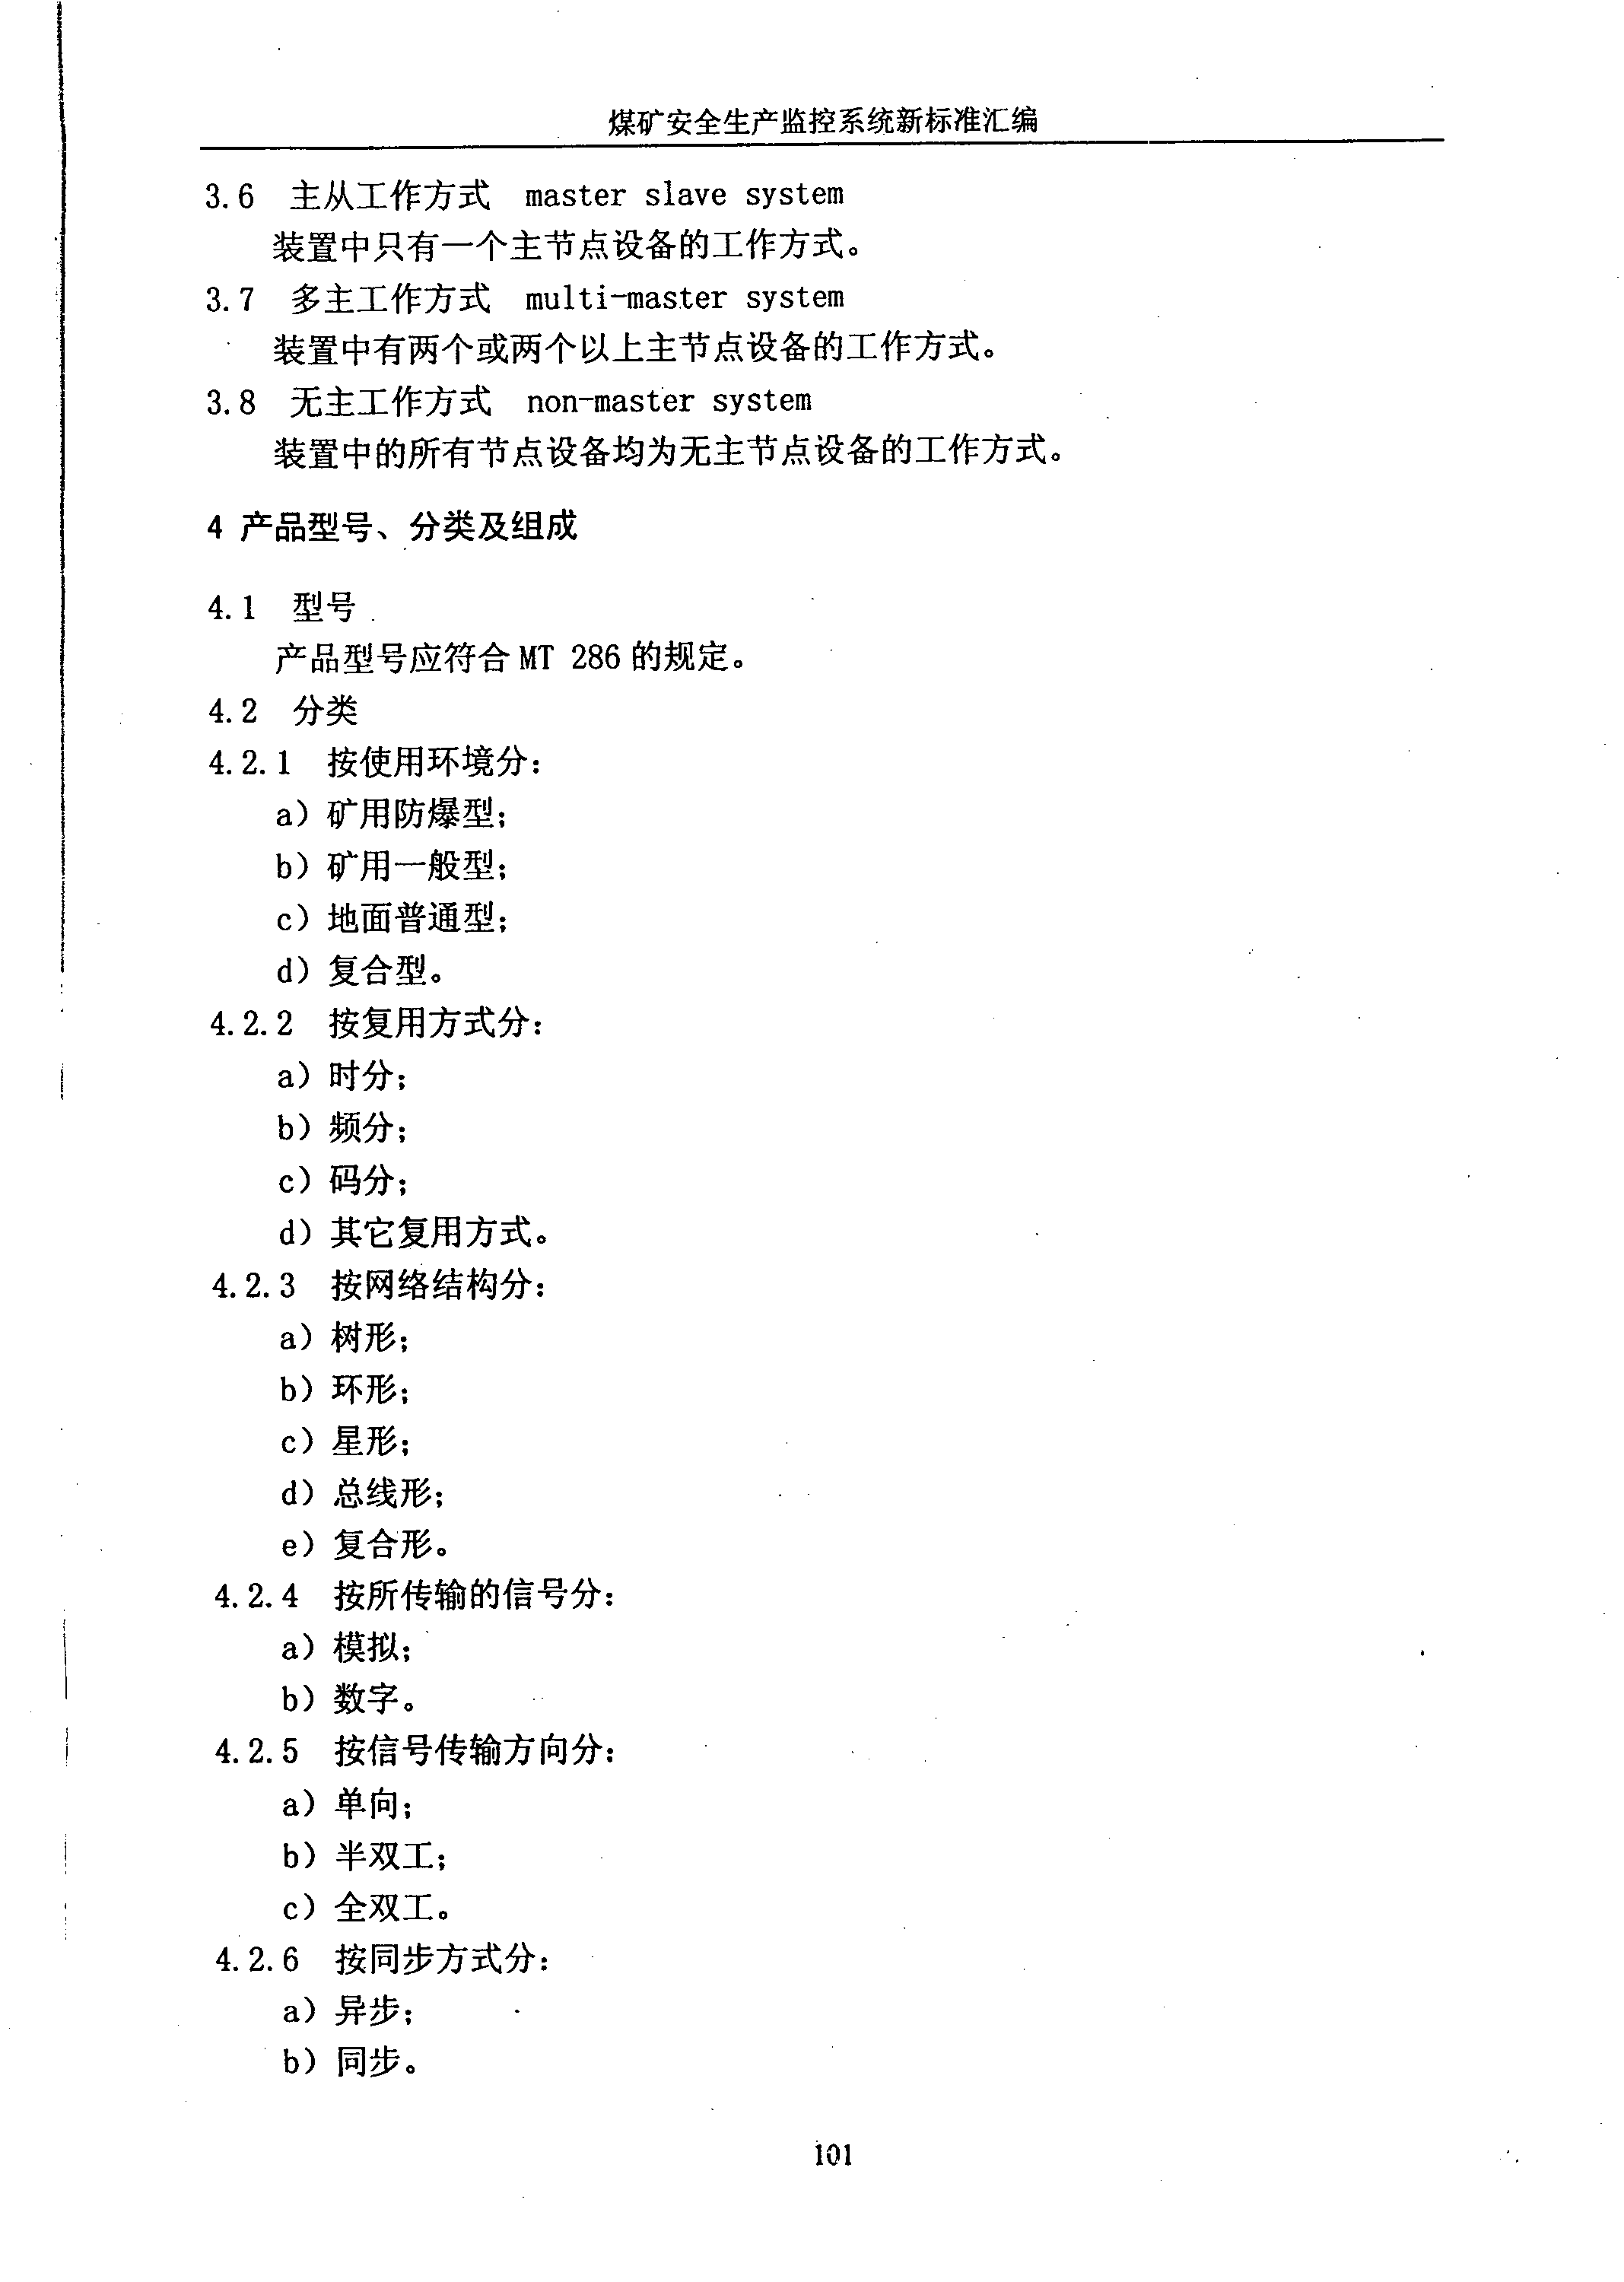 煤矿安全生产监控系统新标准汇编
3.6 主从工作方式 master slave system
装置中只有一个主节点设备的工作方式。
3.7 多主工作方式 multi-master system
装置中有两个或两个以上主节点设备的工作方式。
3.8 无主工作方式 non-master system
装置中的所有节点设备均为无主节点设备的工作方式。
4 产品型号、分类及组成
4.1 型号
产品型号应符合 MT 286 的规定。
4.2 分类
4.2.1 按使用环境分：
a）矿用防爆型；
b）矿用一般型；
c）地面普通型；
d）复合型。
4.2.2 按复用方式分：
a）时分；
b）频分；
c）码分；
d）其它复用方式。
4.2.3 按网络结构分：
a）树形；
b）环形；
c）星形；
d）总线形；
e）复合形。
4.2.4 按所传输的信号分：
a）模拟；
b）数字。
4.2.5 按信号传输方向分：
a）单向；
b）半双工；
c）全双工。
4.2.6 按同步方式分：
a）异步；
b）同步。
101